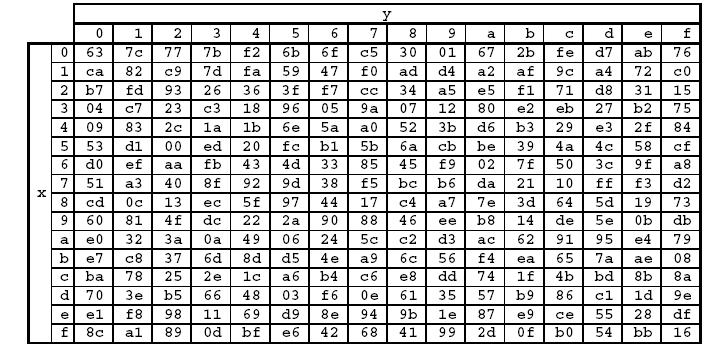 y
0 1 2 3 4 5 6 7 8 9 a b c d e f
0 63 7c 77 7b f2 6b 6f c5 30 01 67 2b fe d7 ab 76
1 ca 82 c9 7d fa 59 47 f0 ad d4 a2 af 9c a4 72 c0
2 b7 fd 93 26 36 3f f7 cc 34 a5 e5 f1 71 d8 31 15
3 04 c7 23 c3 18 96 05 9a 07 12 80 e2 eb 27 b2 75
4 09 83 2c 1a 1b 6e 5a a0 52 3b d6 b3 29 e3 2f 84
5 53 d1 00 ed 20 fc b1 5b 6a cb be 39 4a 4c 58 cf
6 d0 ef aa fb 43 4d 33 85 45 f9 02 7f 50 3c 9f a8
7 51 a3 40 8f 92 9d 38 f5 bc b6 da 21 10 ff f3 d2
x
8 cd 0c 13 ec 5f 97 44 17 c4 a7 7e 3d 64 5d 19 73
9 60 81 4f dc 22 2a 90 88 46 ee b8 14 de 5e 0b db
a e0 32 3a 0a 49 06 24 5c c2 d3 ac 62 91 95 e4 79
b e7 c8 37 6d 8d d5 4e a9 6c 56 f4 ea 65 7a ae 08
c ba 78 25 2e 1c a6 b4 c6 e8 dd 74 1f 4b bd 8b 8a
d 70 3e b5 66 48 03 f6 0e 61 35 57 b9 86 c1 1d 9e
e e1 f8 98 11 69 d9 8e 94 9b 1e 87 e9 ce 55 28 df
f 8c a1 89 0d bf e6 42 68 41 99 2d 0f b0 54 bb 16